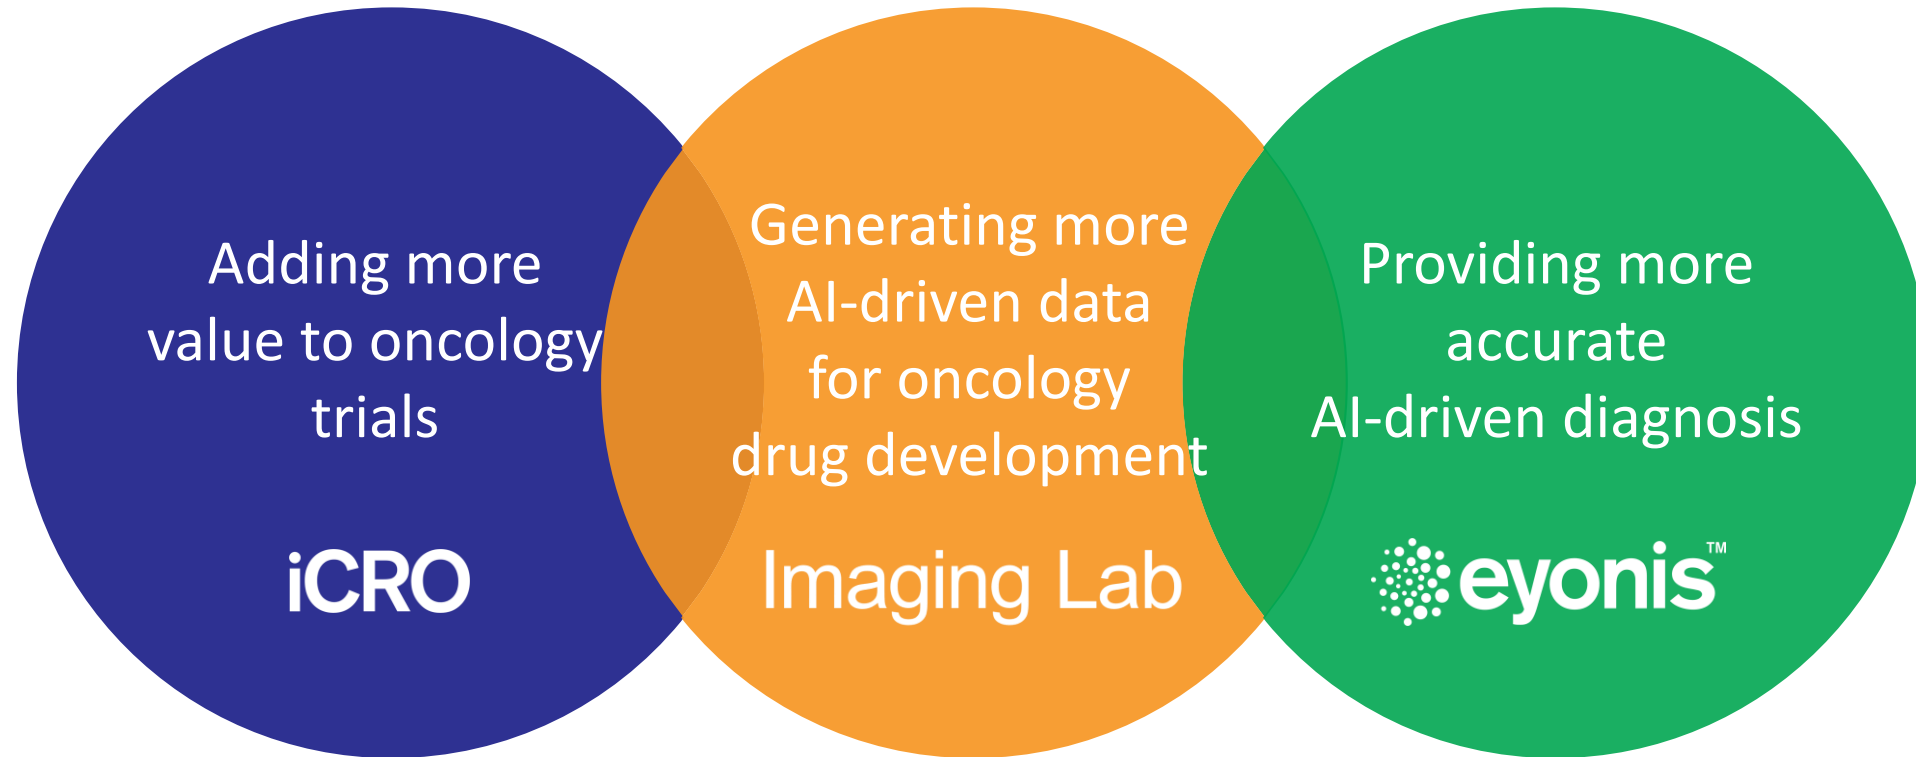 Adding more
value to oncology
trials
iCRO
Generating more
AI-driven data
for oncology
drug development
Imaging Lab
Providing more
accurate
AI-driven diagnosis
eyonis™